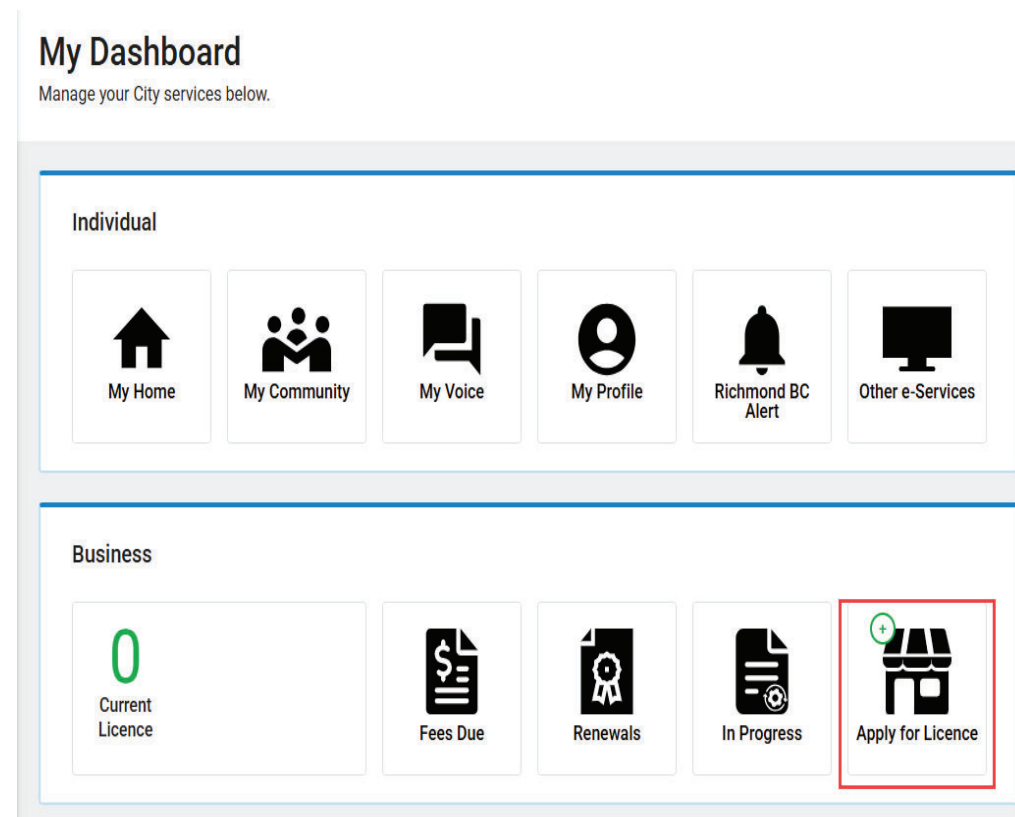 My Dashboard
Manage your City services below.
Individual
My Home
My Community
My Voice
My Profile
Richmond BC
Alert
Other e-Services
Business
0
Current
Licence
$
Fees Due
Renewals
In Progress
+
Apply for Licence